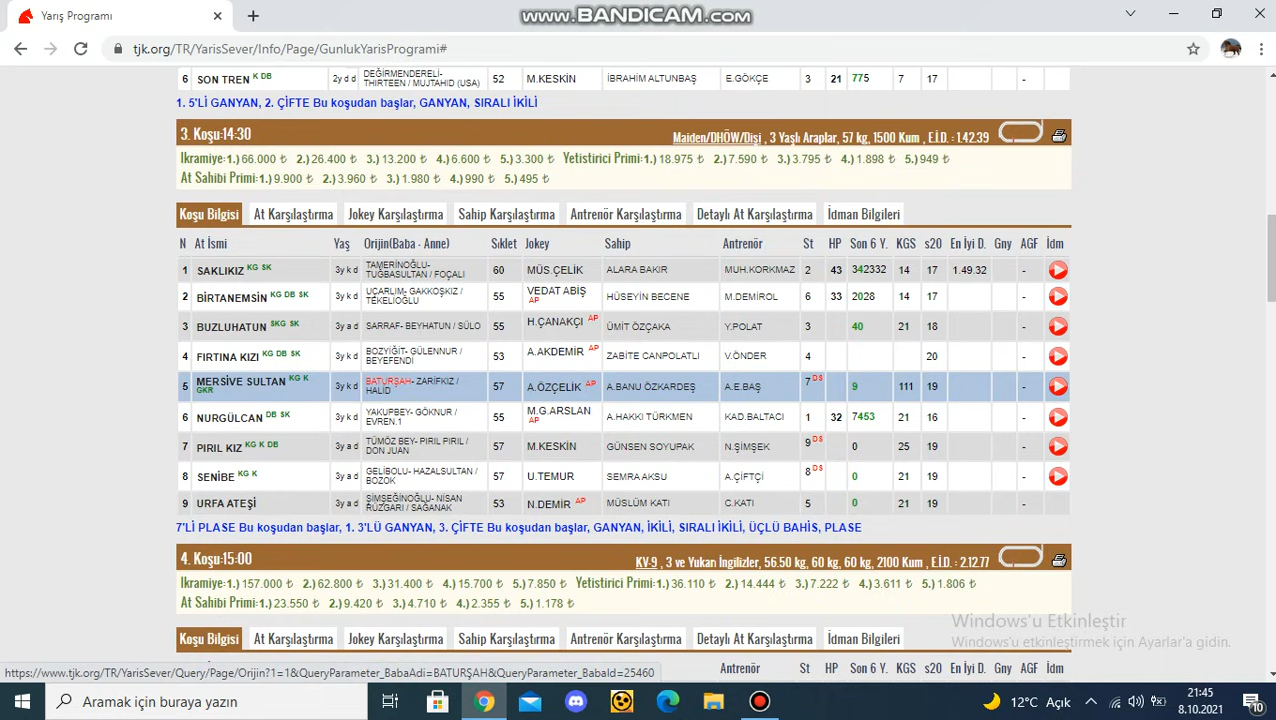 Yarış Programı
www.BANDICAM.com
tjk.org/TR/YarisSever/Info/Page/GunlukYarisProgrami#
6 SON TREN K DB 2y d d DEĞİRMENDERELİ- THIRTEEN / MUJTAHID (USA) 52 M.KESKİN İBRAHİM ALTUNBAŞ E.GÖKÇE 3 21 775 7 17 -
1. 5'Lİ GANYAN, 2. ÇİFTE Bu koşudan başlar, GANYAN, SIRALI İKİLİ
3. Koşu:14:30 Maiden/DHÖW/Dişi , 3 Yaşlı Araplar, 57 kg, 1500 Kum , E.İ.D. : 1.42.39
Ikramiye:1.) 66.000 ₺ 2.) 26.400 ₺ 3.) 13.200 ₺ 4.) 6.600 ₺ 5.) 3.300 ₺ Yetistirici Primi:1.) 18.975 ₺ 2.) 7.590 ₺ 3.) 3.795 ₺ 4.) 1.898 ₺ 5.) 949 ₺
At Sahibi Primi:1.) 9.900 ₺ 2.) 3.960 ₺ 3.) 1.980 ₺ 4.) 990 ₺ 5.) 495 ₺
Koşu Bilgisi At Karşılaştırma Jokey Karşılaştırma Sahip Karşılaştırma Antrenör Karşılaştırma Detaylı At Karşılaştırma İdman Bilgileri
N At İsmi Yaş Orijin(Baba - Anne) Sıklet Jokey Sahip Antrenör St HP Son 6 Y. KGS s20 En İyi D. Gny AGF İdm
1 SAKLIKIZ KG SK 3y k d TAMERİNOĞLU- TUĞBASULTAN / FOÇALI 60 MÜS.ÇELİK ALARA BAKIR MUH.KORKMAZ 2 43 342332 14 17 1.49.32 -
2 BİRTANEMSİN KG DB SK 3y k d UÇARLIM- GAKKOŞKIZ / TEKELİOĞLU 55 VEDAT ABİŞ AP HÜSEYİN BECENE M.DEMİROL 6 33 2028 14 17 -
3 BUZLUHATUN SKG SK 3y a d SARRAF- BEYHATUN / SÜLO 55 H.ÇANAKÇI AP ÜMİT ÖZÇAKA Y.POLAT 3 40 21 18 -
4 FIRTINA KIZI KG DB SK 3y k d BOZYİĞİT- GÜLENNUR / BEYEFENDİ 53 A.AKDEMİR AP ZABİTE CANPOLATLI V.ÖNDER 4 20 -
5 MERSİVE SULTAN KG K GKR 3y k d BATURŞAH- ZARİFKIZ / HALİD 57 A.ÖZÇELİK AP A.BANU ÖZKARDEŞ A.E.BAŞ 7 DS 9 111 19 -
6 NURGÜLCAN DB SK 3y k d YAKUPBEY- GÖKNUR / EVREN.1 55 M.G.ARSLAN AP A.HAKKI TÜRKMEN KAD.BALTACI 1 32 7453 21 16 -
7 PIRIL KIZ KG K DB 3y a d TÜMÖZ BEY- PIRIL PIRIL / DON JUAN 57 M.KESKİN GÜNSEN SOYUPAK N.ŞİMŞEK 9 DS 0 25 19 -
8 SENİBE KG K 3y a d GELİBOLU- HAZALSULTAN / BOZOK 57 U.TEMUR SEMRA AKSU A.ÇİFTÇİ 8 DS 0 21 19 -
9 URFA ATEŞİ 3y a d ŞİMŞEĞİNOĞLU- NİSAN RÜZGARI / SAĞANAK 53 N.DEMİR AP MÜSLÜM KATI C.KATI 5 0 21 19 -
7'Lİ PLASE Bu koşudan başlar, 1. 3'LÜ GANYAN, 3. ÇİFTE Bu koşudan başlar, GANYAN, İKİLİ, SIRALI İKİLİ, ÜÇLÜ BAHİS, PLASE
4. Koşu:15:00 KV-9 , 3 ve Yukarı İngilizler, 56.50 kg, 60 kg, 60 kg, 2100 Kum , E.İ.D. : 2.12.77
Ikramiye:1.) 157.000 ₺ 2.) 62.800 ₺ 3.) 31.400 ₺ 4.) 15.700 ₺ 5.) 7.850 ₺ Yetistirici Primi:1.) 36.110 ₺ 2.) 14.444 ₺ 3.) 7.222 ₺ 4.) 3.611 ₺ 5.) 1.806 ₺
At Sahibi Primi:1.) 23.550 ₺ 2.) 9.420 ₺ 3.) 4.710 ₺ 4.) 2.355 ₺ 5.) 1.178 ₺
Windows'u Etkinleştir
Koşu Bilgisi At Karşılaştırma Jokey Karşılaştırma Sahip Karşılaştırma Antrenör Karşılaştırma Detaylı At Karşılaştırma İdman Bilgileri
Windows'u etkinleştirmek için Ayarlar'a gidin.
Antrenör St HP Son 6 Y. KGS s20 En İyi D. Gny AGF İdm
https://www.tjk.org/TR/YarisSever/Query/Page/Orijin?1=1&QueryParameter_BabaAdi=BATURŞAH&QueryParameter_BabaId=25460
Aramak için buraya yazın
12°C Açık
21:45
8.10.2021
10